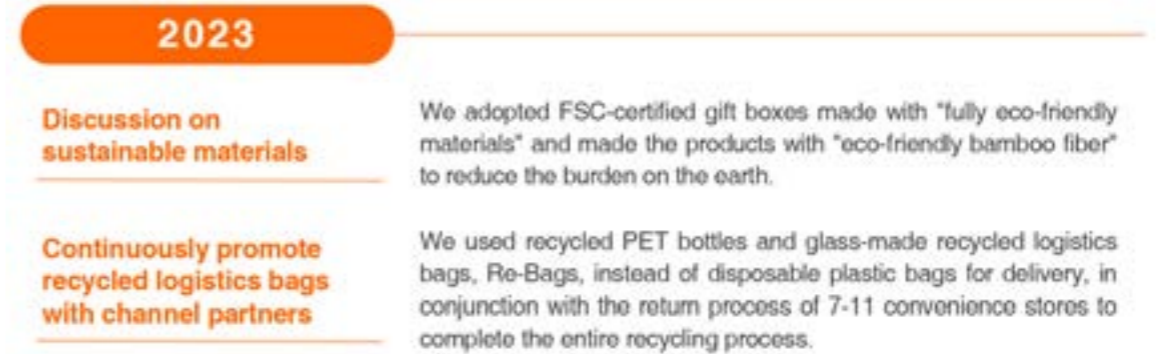 2023
Discussion on
sustainable materials
We adopted FSC-certified gift boxes made with "fully eco-friendly
materials" and made the products with "eco-friendly bamboo fiber"
to reduce the burden on the earth.
Continuously promote
recycled logistics bags
with channel partners
We used recycled PET bottles and glass-made recycled logistics
bags, Re-Bags, instead of disposable plastic bags for delivery, in
conjunction with the return process of 7-11 convenience stores to
complete the entire recycling process.